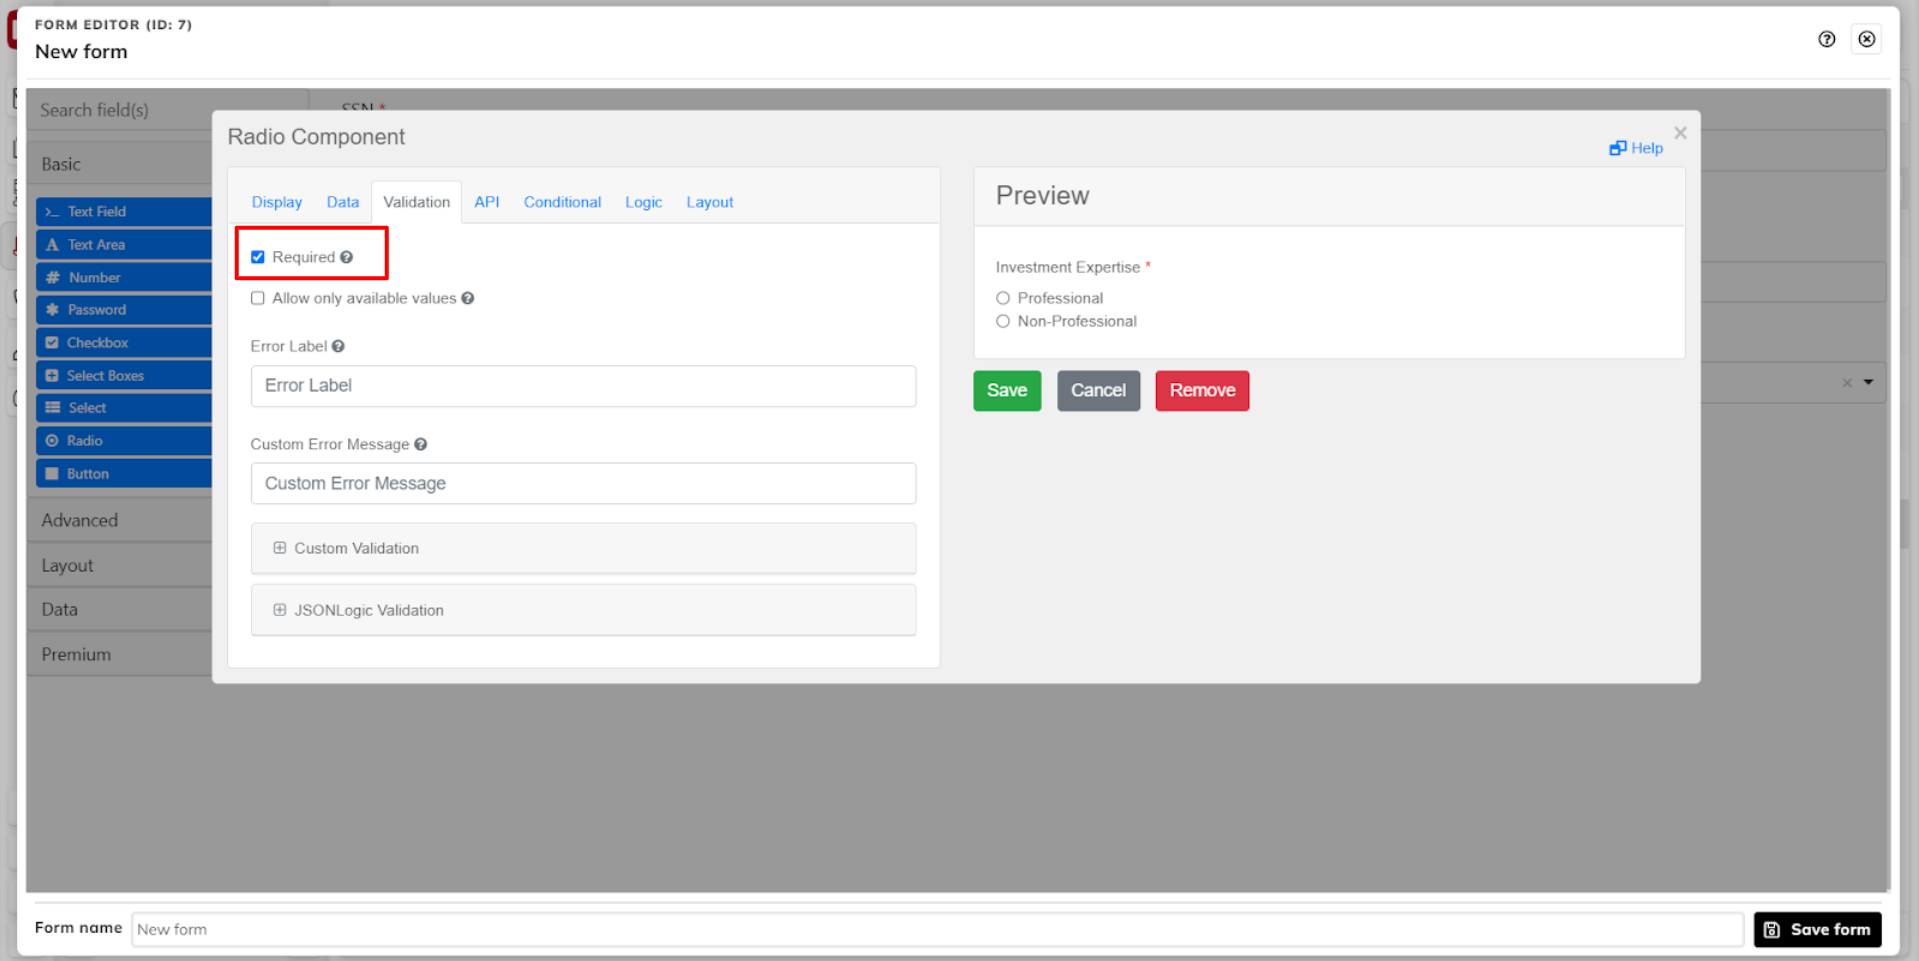 FORM EDITOR (ID: 7)
New form
Search field(s)
SSN *
Basic
Text Field
Text Area
Number
Password
Checkbox
Select Boxes
Select
Radio
Button
Advanced
Layout
Data
Premium
Radio Component
Help
Display Data Validation API Conditional Logic Layout
Required
Allow only available values
Error Label
Error Label
Custom Error Message
Custom Error Message
Custom Validation
JSONLogic Validation
Preview
Investment Expertise *
Professional
Non-Professional
Save Cancel Remove
Form name New form Save form